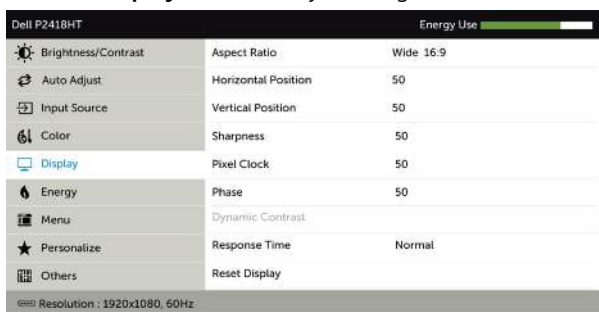 Dell P2418HT Energy Use
Brightness/Contrast Aspect Ratio Wide 16:9
Auto Adjust Horizontal Position 50
Input Source Vertical Position 50
Color Sharpness 50
Display Pixel Clock 50
Energy Phase 50
Menu Dynamic Contrast
Personalize Response Time Normal
Others Reset Display
Resolution : 1920x1080, 60Hz